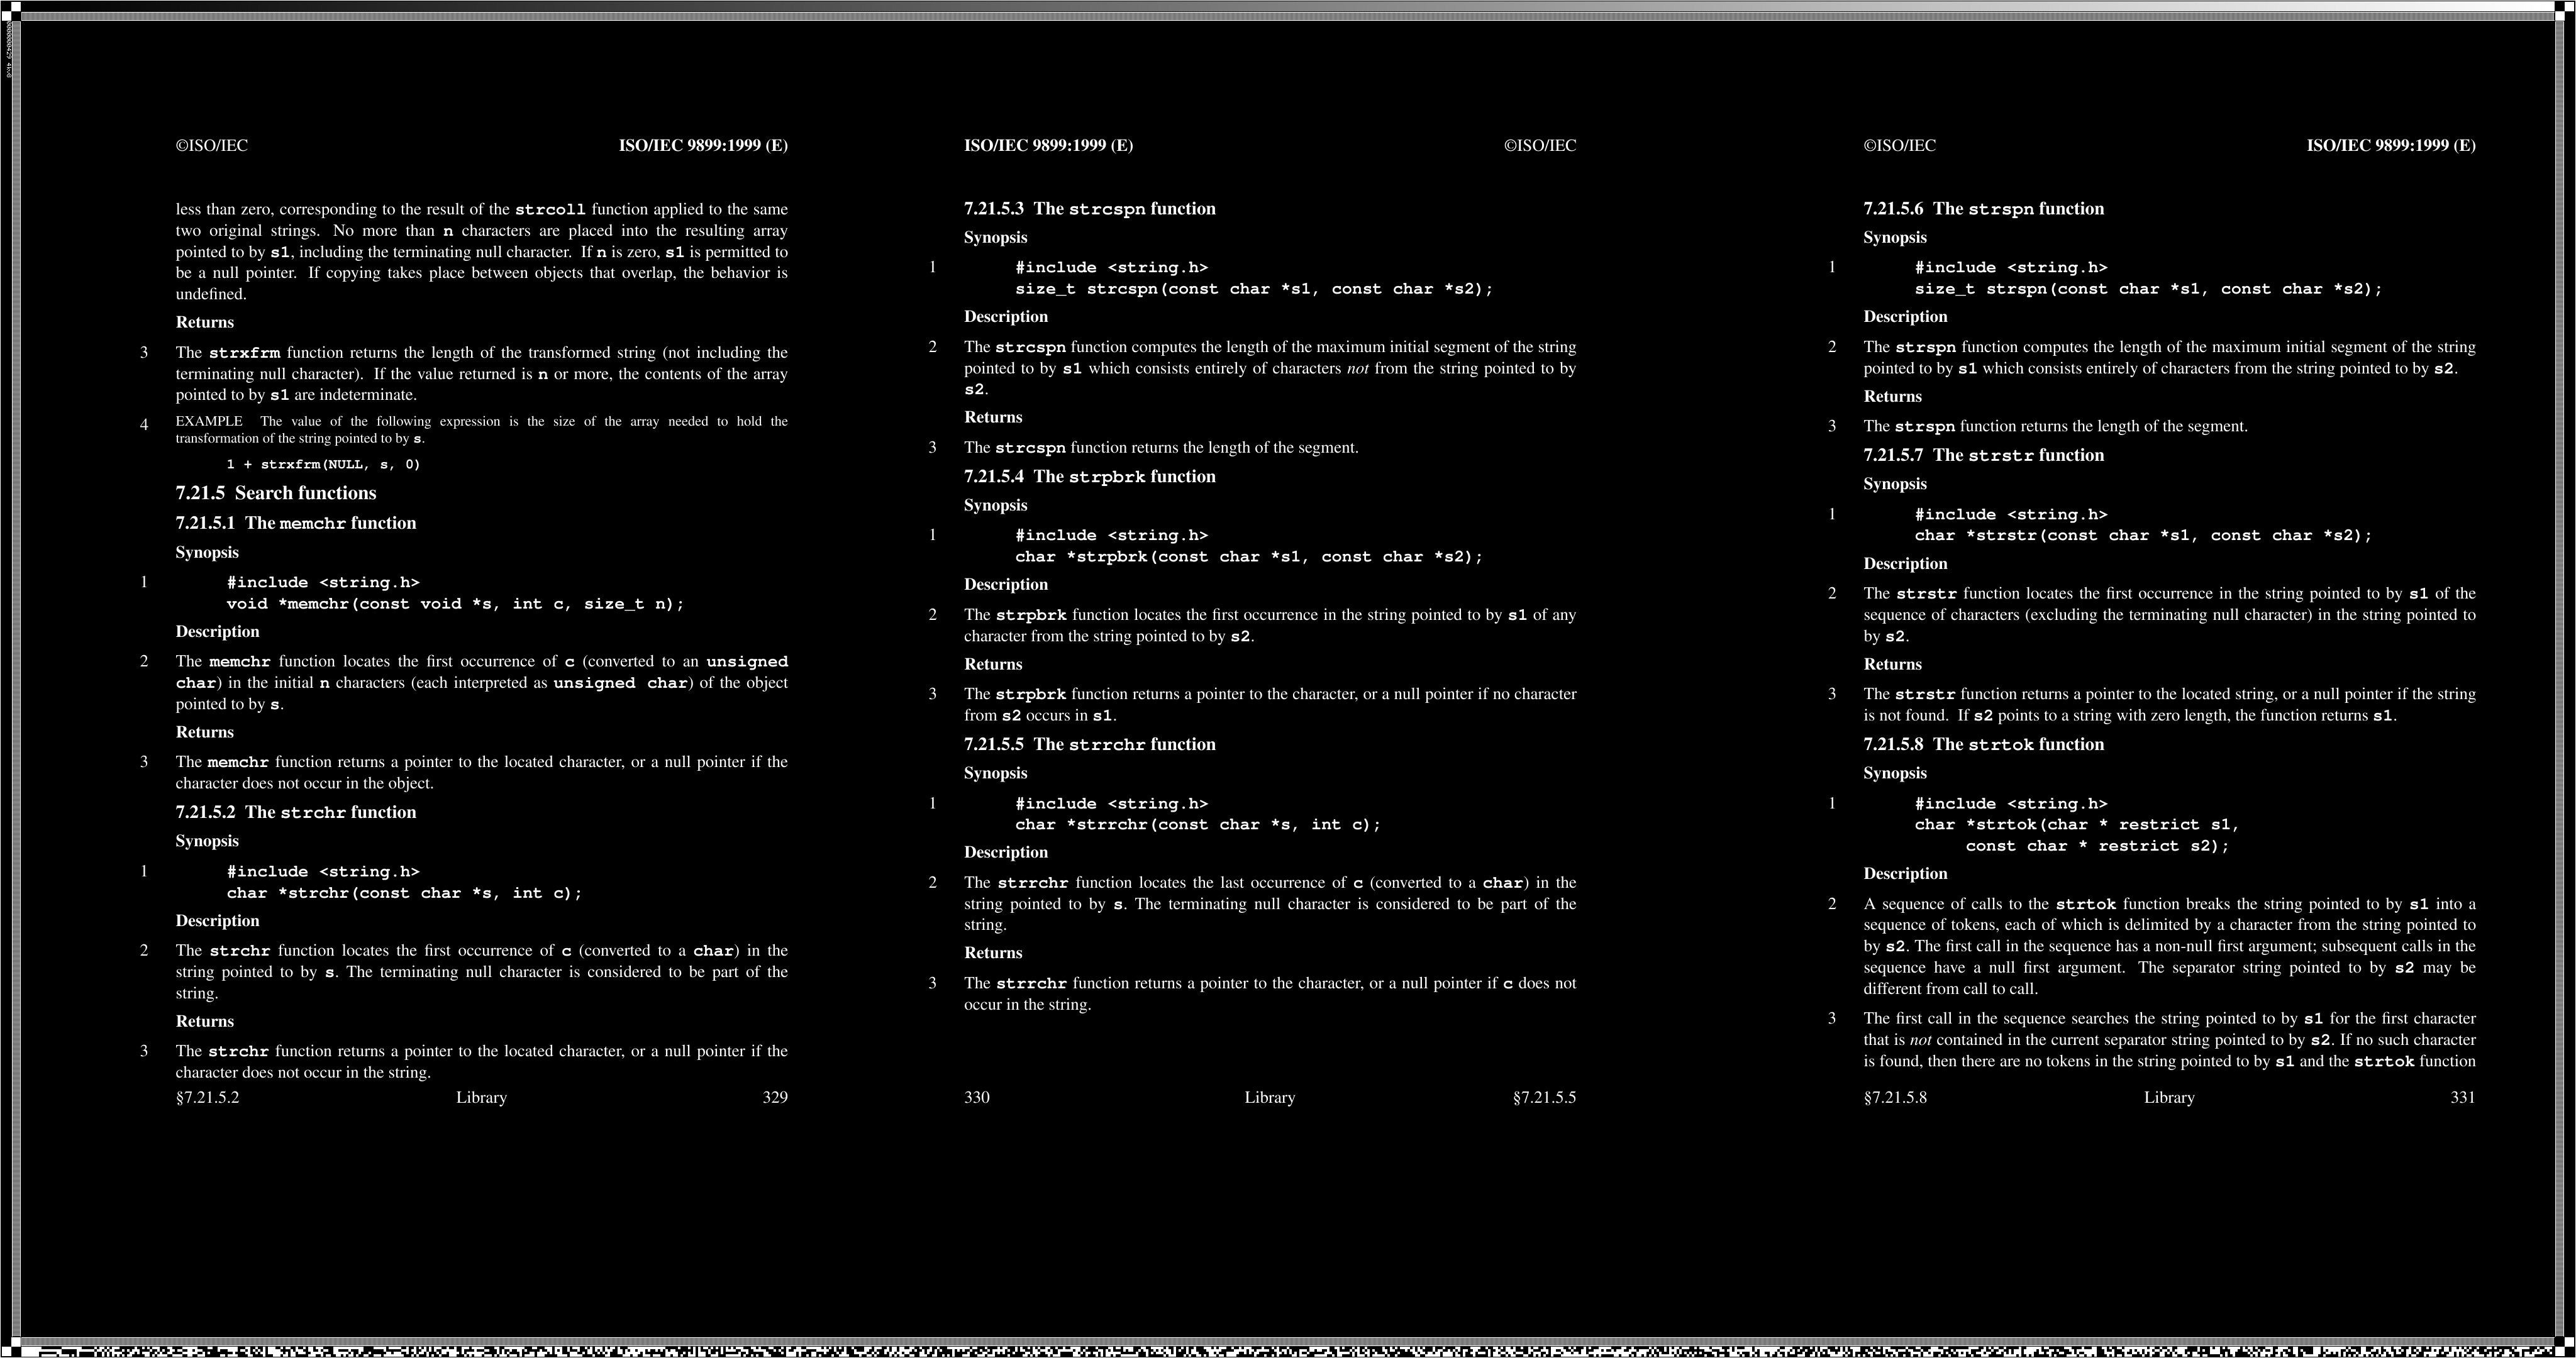 ©ISO/IEC ISO/IEC 9899:1999 (E)
less than zero, corresponding to the result of the strcoll function applied to the same
two original strings. No more than n characters are placed into the resulting array
pointed to by s1, including the terminating null character. If n is zero, s1 is permitted to
be a null pointer. If copying takes place between objects that overlap, the behavior is
undefined.
Returns
3 The strxfrm function returns the length of the transformed string (not including the
terminating null character). If the value returned is n or more, the contents of the array
pointed to by s1 are indeterminate.
4 EXAMPLE The value of the following expression is the size of the array needed to hold the
transformation of the string pointed to by s.
1 + strxfrm(NULL, s, 0)
7.21.5 Search functions
7.21.5.1 The memchr function
Synopsis
1 #include <string.h>
void *memchr(const void *s, int c, size_t n);
Description
2 The memchr function locates the first occurrence of c (converted to an unsigned
char) in the initial n characters (each interpreted as unsigned char) of the object
pointed to by s.
Returns
3 The memchr function returns a pointer to the located character, or a null pointer if the
character does not occur in the object.
7.21.5.2 The strchr function
Synopsis
1 #include <string.h>
char *strchr(const char *s, int c);
Description
2 The strchr function locates the first occurrence of c (converted to a char) in the
string pointed to by s. The terminating null character is considered to be part of the
string.
Returns
3 The strchr function returns a pointer to the located character, or a null pointer if the
character does not occur in the string.
§7.21.5.2 Library 329
ISO/IEC 9899:1999 (E) ©ISO/IEC
7.21.5.3 The strcspn function
Synopsis
1 #include <string.h>
size_t strcspn(const char *s1, const char *s2);
Description
2 The strcspn function computes the length of the maximum initial segment of the string
pointed to by s1 which consists entirely of characters not from the string pointed to by
s2.
Returns
3 The strcspn function returns the length of the segment.
7.21.5.4 The strpbrk function
Synopsis
1 #include <string.h>
char *strpbrk(const char *s1, const char *s2);
Description
2 The strpbrk function locates the first occurrence in the string pointed to by s1 of any
character from the string pointed to by s2.
Returns
3 The strpbrk function returns a pointer to the character, or a null pointer if no character
from s2 occurs in s1.
7.21.5.5 The strrchr function
Synopsis
1 #include <string.h>
char *strrchr(const char *s, int c);
Description
2 The strrchr function locates the last occurrence of c (converted to a char) in the
string pointed to by s. The terminating null character is considered to be part of the
string.
Returns
3 The strrchr function returns a pointer to the character, or a null pointer if c does not
occur in the string.
330 Library §7.21.5.5
©ISO/IEC ISO/IEC 9899:1999 (E)
7.21.5.6 The strspn function
Synopsis
1 #include <string.h>
size_t strspn(const char *s1, const char *s2);
Description
2 The strspn function computes the length of the maximum initial segment of the string
pointed to by s1 which consists entirely of characters from the string pointed to by s2.
Returns
3 The strspn function returns the length of the segment.
7.21.5.7 The strstr function
Synopsis
1 #include <string.h>
char *strstr(const char *s1, const char *s2);
Description
2 The strstr function locates the first occurrence in the string pointed to by s1 of the
sequence of characters (excluding the terminating null character) in the string pointed to
by s2.
Returns
3 The strstr function returns a pointer to the located string, or a null pointer if the string
is not found. If s2 points to a string with zero length, the function returns s1.
7.21.5.8 The strtok function
Synopsis
1 #include <string.h>
char *strtok(char * restrict s1,
const char * restrict s2);
Description
2 A sequence of calls to the strtok function breaks the string pointed to by s1 into a
sequence of tokens, each of which is delimited by a character from the string pointed to
by s2. The first call in the sequence has a non-null first argument; subsequent calls in the
sequence have a null first argument. The separator string pointed to by s2 may be
different from call to call.
3 The first call in the sequence searches the string pointed to by s1 for the first character
that is not contained in the current separator string pointed to by s2. If no such character
is found, then there are no tokens in the string pointed to by s1 and the strtok function
§7.21.5.8 Library 331